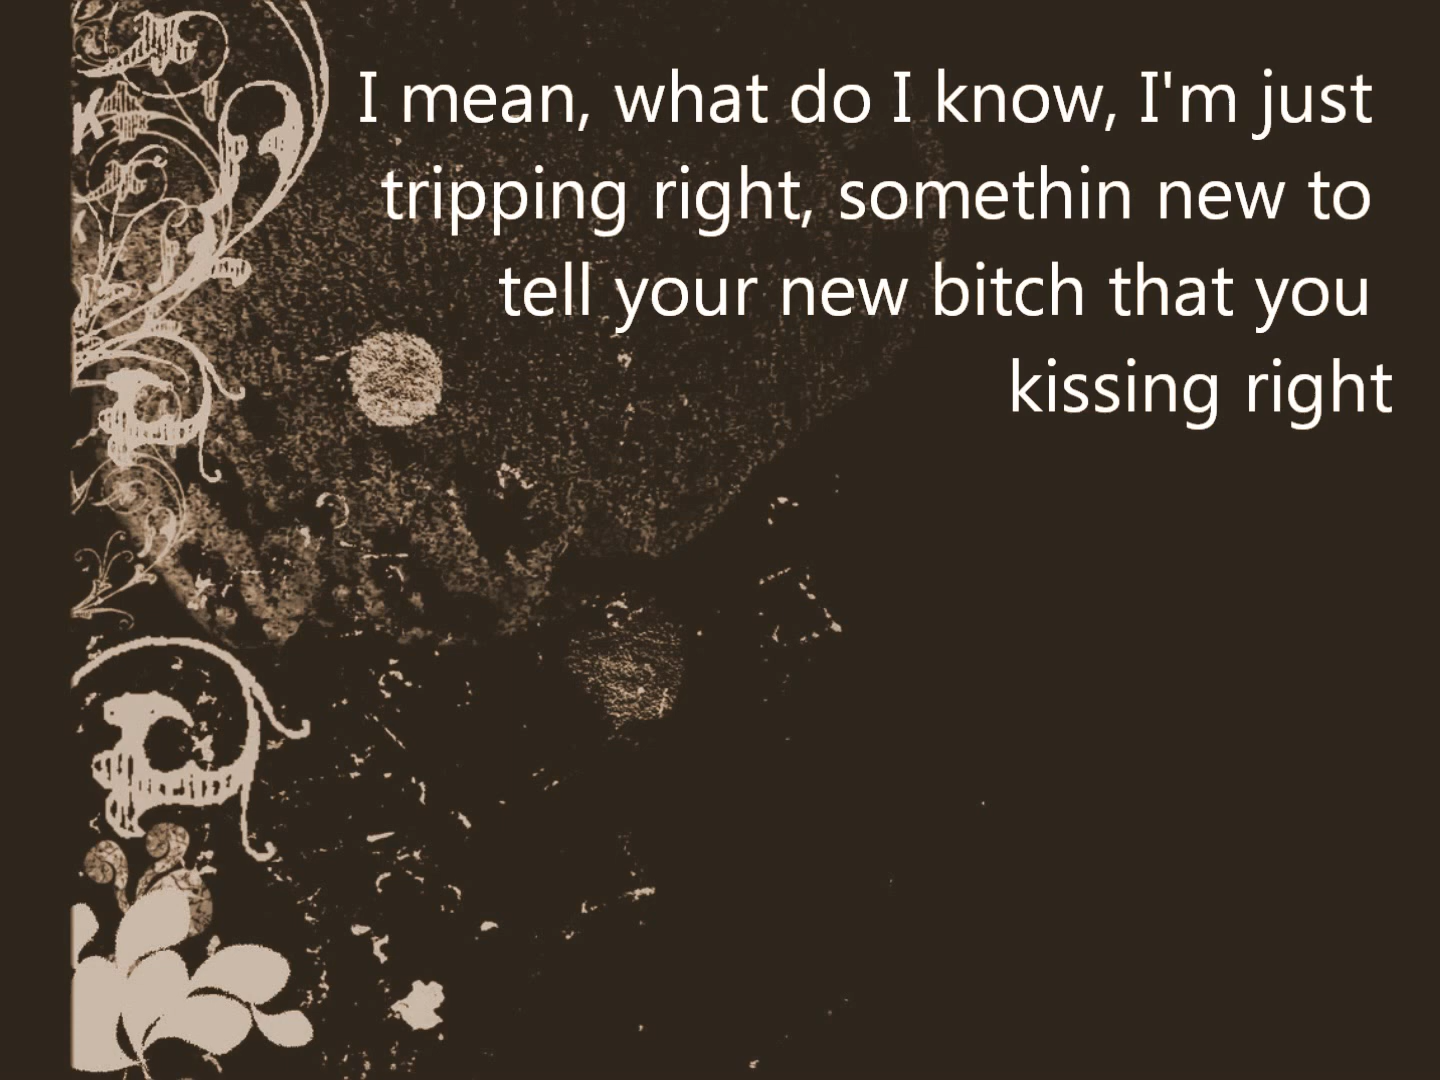 I mean, what do I know, I'm just
tripping right, somethin new to
tell your new bitch that you
kissing right